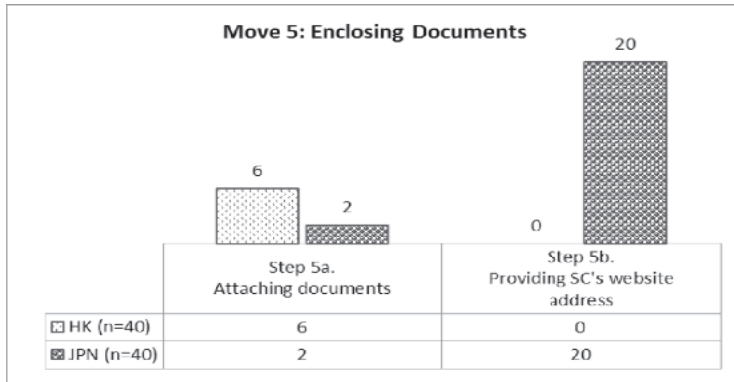 Move 5: Enclosing Documents
20
6
2
0
Step 5a.
Attaching documents
Step 5b.
Providing SC's website
address
HK (n=40)
6
0
JPN (n=40)
2
20